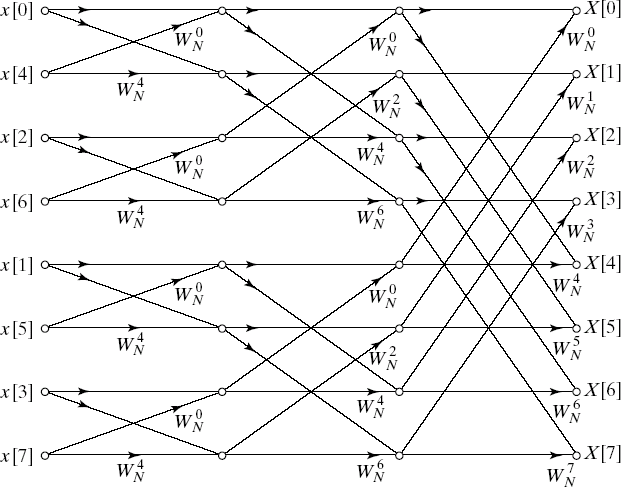 x[0] X[0]
W_N^0 W_N^0 W_N^0
x[4] X[1]
W_N^4 W_N^2 W_N^1
x[2] X[2]
W_N^0 W_N^4 W_N^2
x[6] X[3]
W_N^4 W_N^6 W_N^3
x[1] X[4]
W_N^0 W_N^0 W_N^4
x[5] X[5]
W_N^4 W_N^2 W_N^5
x[3] X[6]
W_N^0 W_N^4 W_N^6
x[7] X[7]
W_N^4 W_N^6 W_N^7